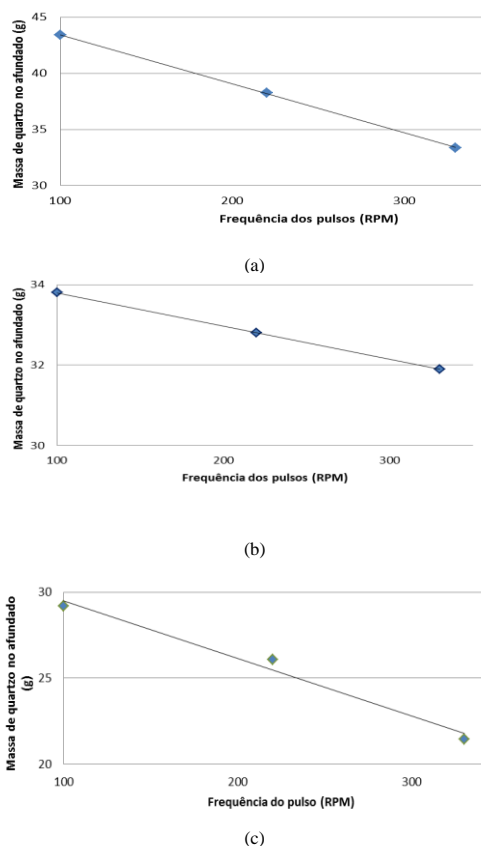 Massa de quartzo no afundado (g)
45
40
35
30
100
200
300
Frequência dos pulsos (RPM)
(a)
Massa de quartzo no afundado (g)
34
32
30
100
200
300
Frequência dos pulsos (RPM)
(b)
Massa de quartzo no afundado
(g)
30
25
20
100
200
300
Frequência do pulso (RPM)
(c)